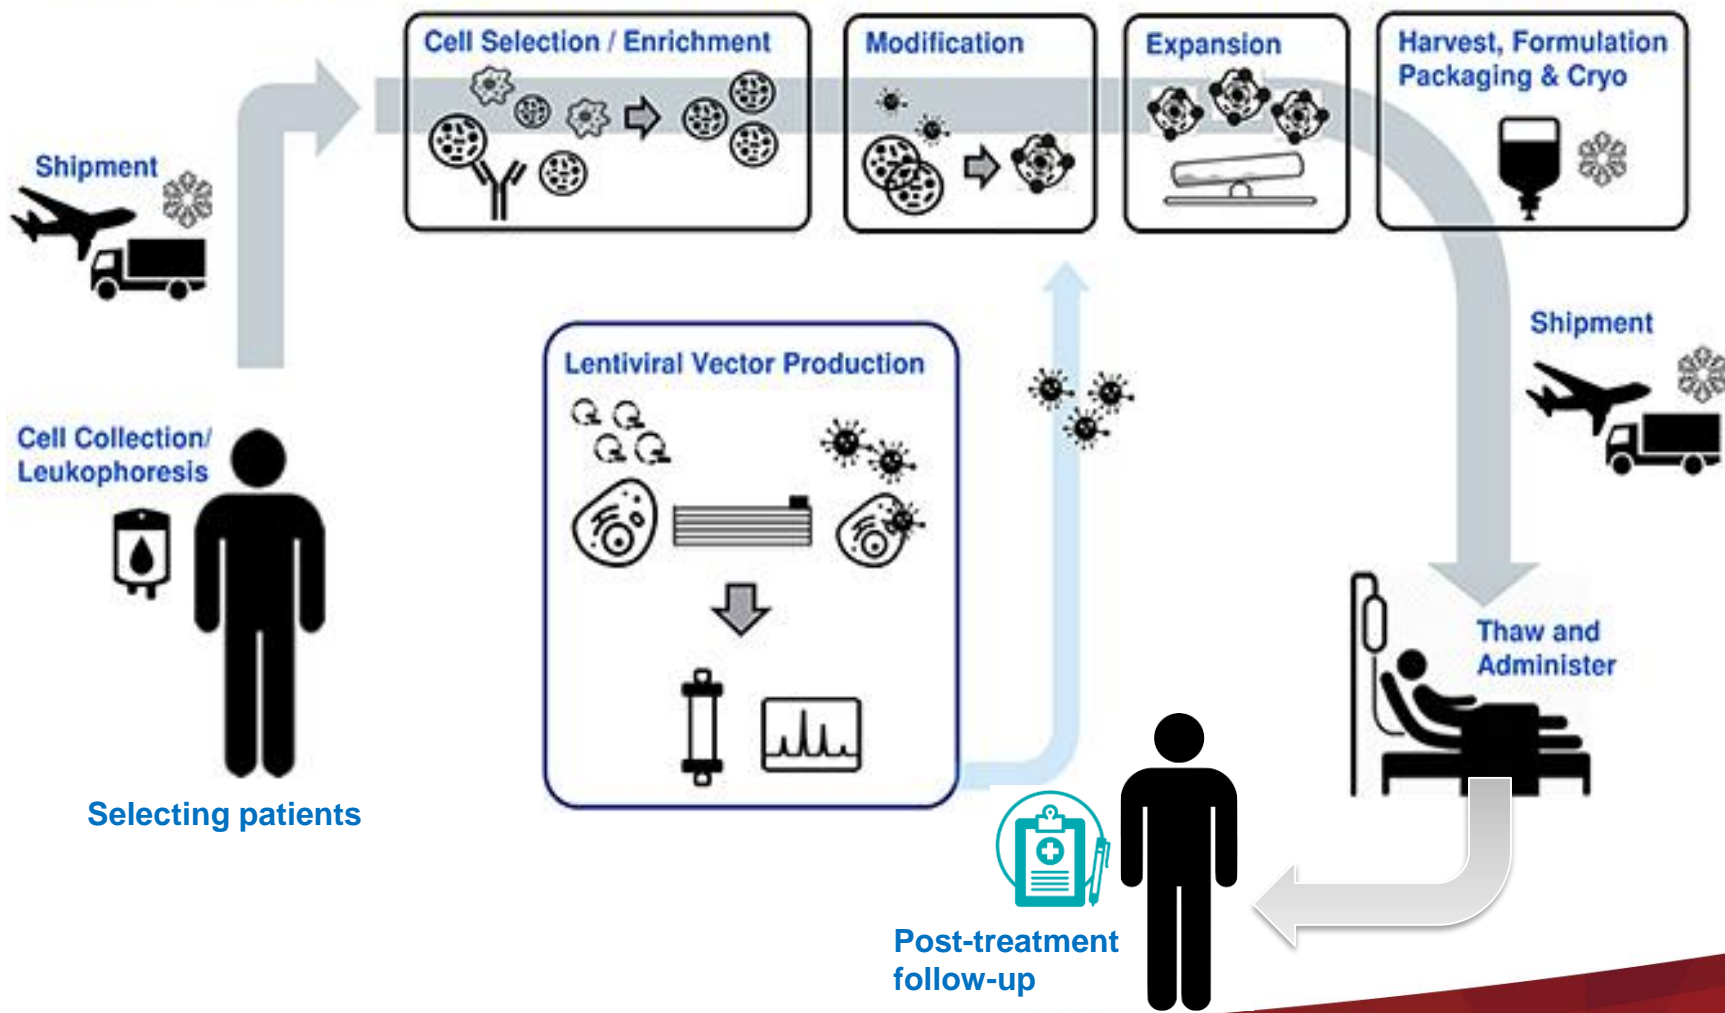 Cell Selection / Enrichment
Modification
Expansion
Harvest, Formulation
Packaging & Cryo
Shipment
Lentiviral Vector Production
Shipment
Cell Collection/
Leukophoresis
Thaw and
Administer
Selecting patients
Post-treatment
follow-up